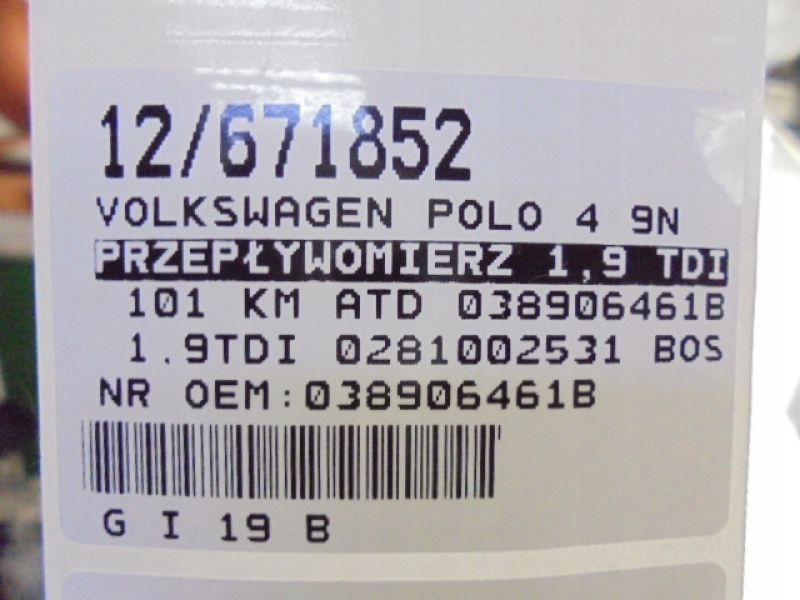 12/671852
VOLKSWAGEN POLO 4 9N
PRZEPŁYWOMIERZ 1,9 TDI
101 KM ATD 038906461B
1.9TDI 0281002531 BOS
NR OEM:038906461B
G I 19 B